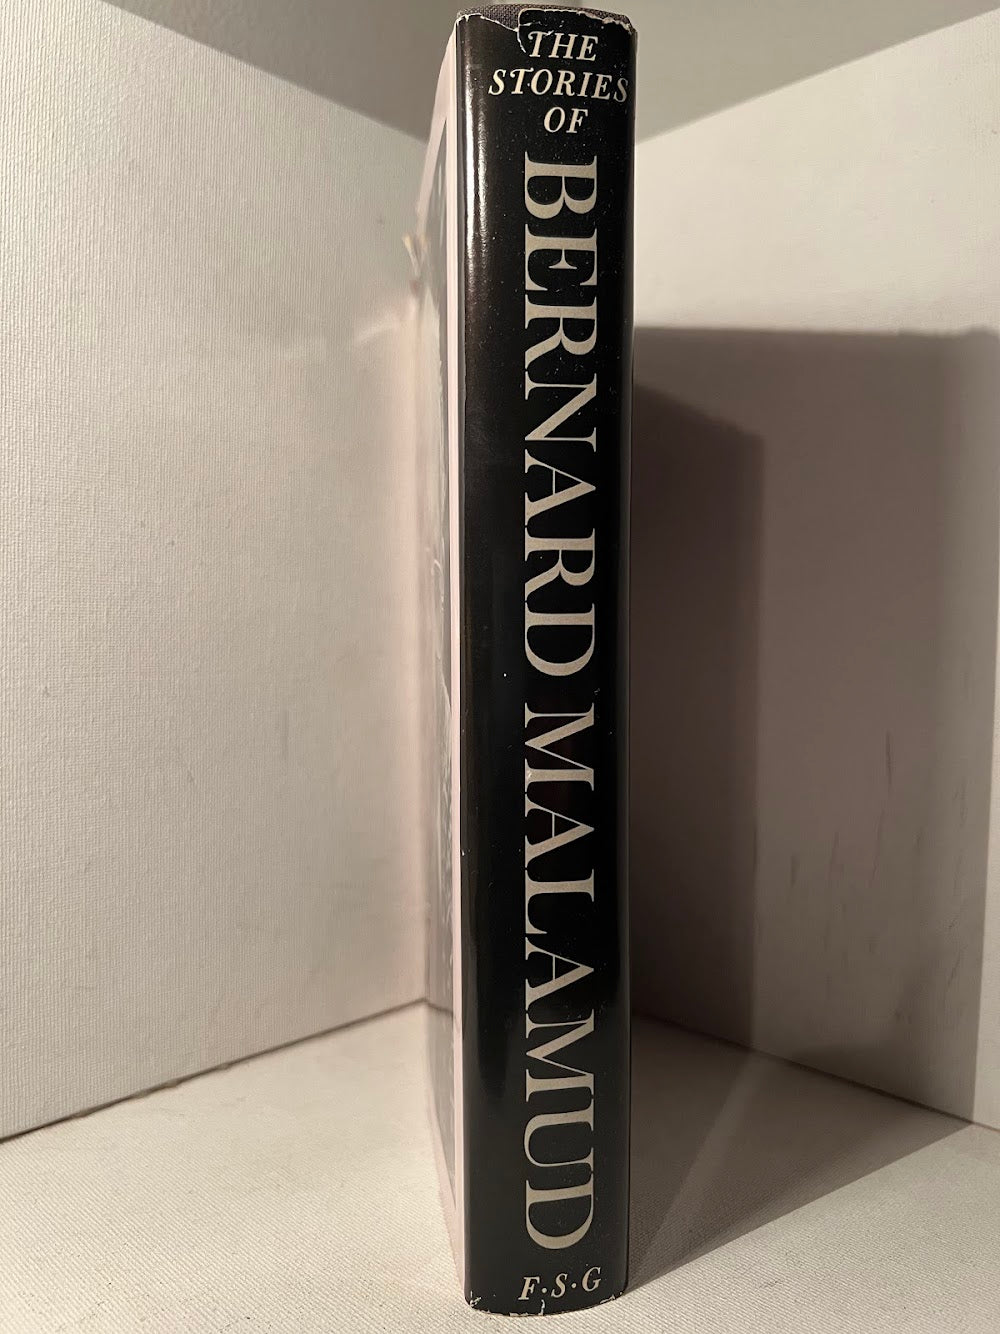 THE
STORIES
OF
BERNARD MALAMUD
F·S·G